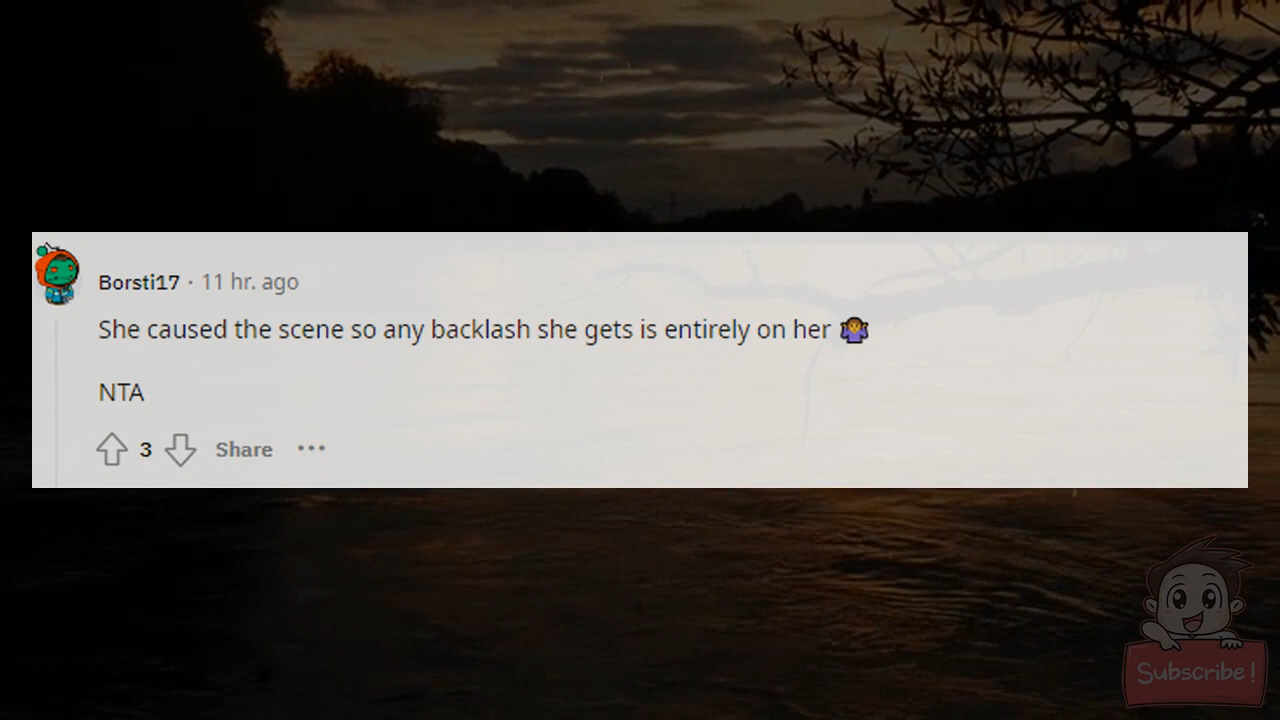 Borsti17 · 11 hr. ago
She caused the scene so any backlash she gets is entirely on her 🤷🏾‍♀️
NTA
3 Share ···
Subscribe!